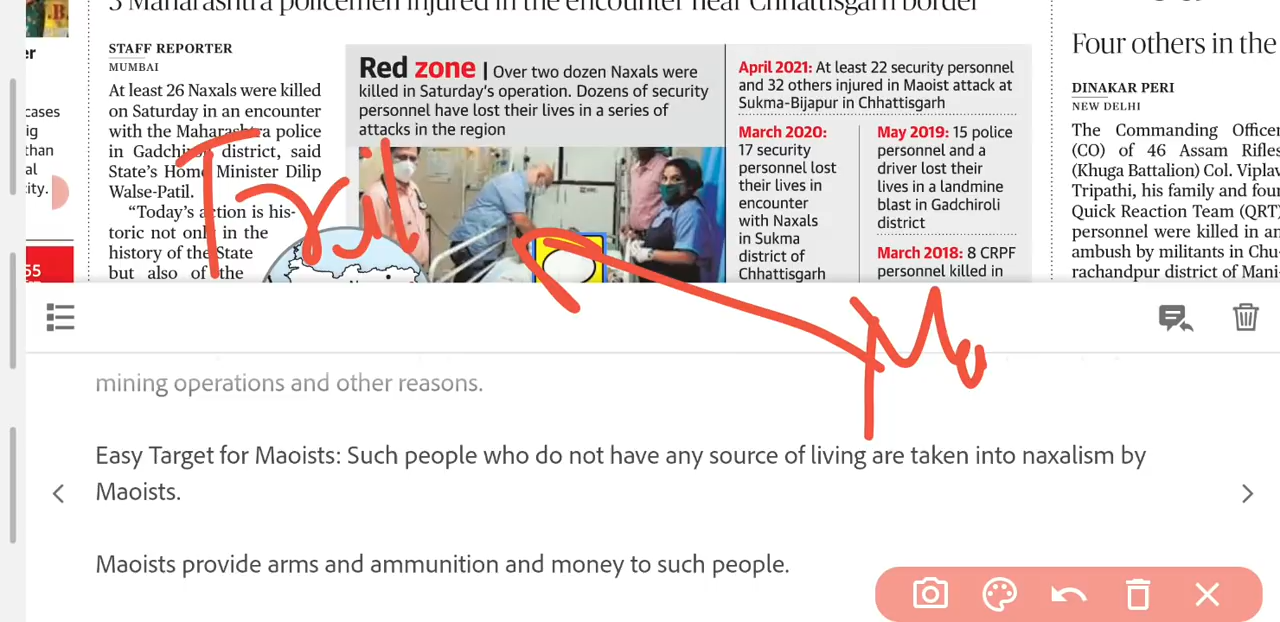 3 Maharashtra policemen injured in the encounter near Chhattisgarh border
STAFF REPORTER
MUMBAI
At least 26 Naxals were killed
on Saturday in an encounter
with the Maharashtra police
in Gadchiroli district, said
State's Home Minister Dilip
Walse-Patil.
"Today's action is his-
toric not only in the
history of the State
but also of the
Red zone | Over two dozen Naxals were
killed in Saturday's operation. Dozens of security
personnel have lost their lives in a series of
attacks in the region
April 2021: At least 22 security personnel
and 32 others injured in Maoist attack at
Sukma-Bijapur in Chhattisgarh
March 2020:
17 security
personnel lost
their lives in
encounter
with Naxals
in Sukma
district of
Chhattisgarh
May 2019: 15 police
personnel and a
driver lost their
lives in a landmine
blast in Gadchiroli
district
March 2018: 8 CRPF
personnel killed in
Four others in the
DINAKAR PERI
NEW DELHI
The Commanding Officer
(CO) of 46 Assam Rifles
(Khuga Battalion) Col. Viplav
Tripathi, his family and four
Quick Reaction Team (QRT)
personnel were killed in an
ambush by militants in Chu-
rachandpur district of Mani-
er
cases
ig
than
al
ity.
55
mining operations and other reasons.
Easy Target for Maoists: Such people who do not have any source of living are taken into naxalism by
Maoists.
Maoists provide arms and ammunition and money to such people.